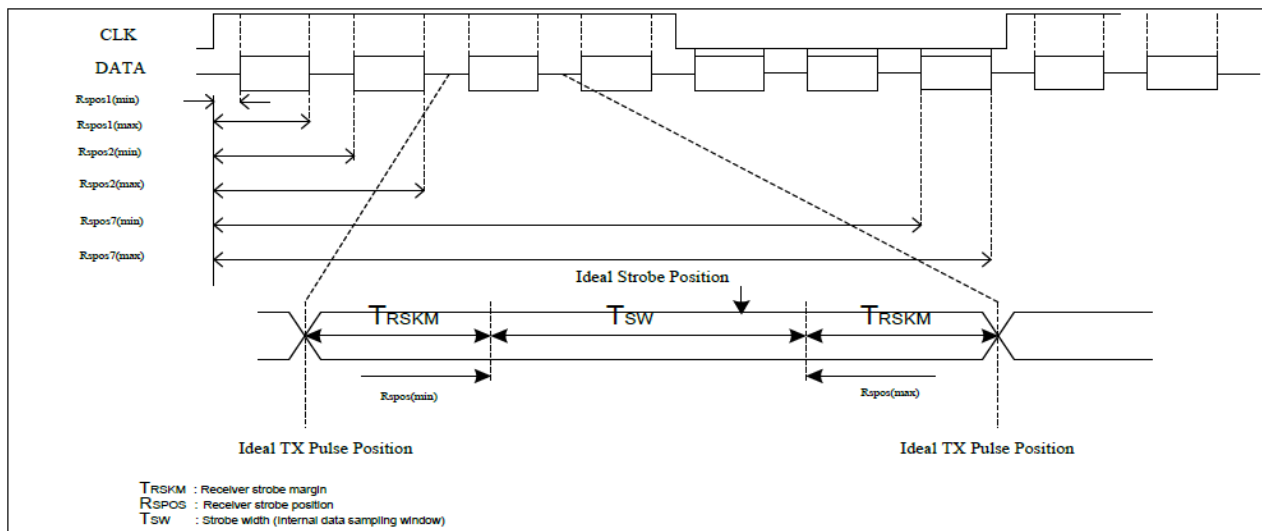 CLK
DATA
Rspos1(min)
Rspos1(max)
Rspos2(min)
Rspos2(max)
Rspos7(min)
Rspos7(max)
Ideal Strobe Position
TRSKM
TSW
TRSKM
Rspos(min)
Rspos(max)
Ideal TX Pulse Position
Ideal TX Pulse Position
TRSKM : Receiver strobe margin
RSPOS : Receiver strobe position
TSW : Strobe width (Internal data sampling window)